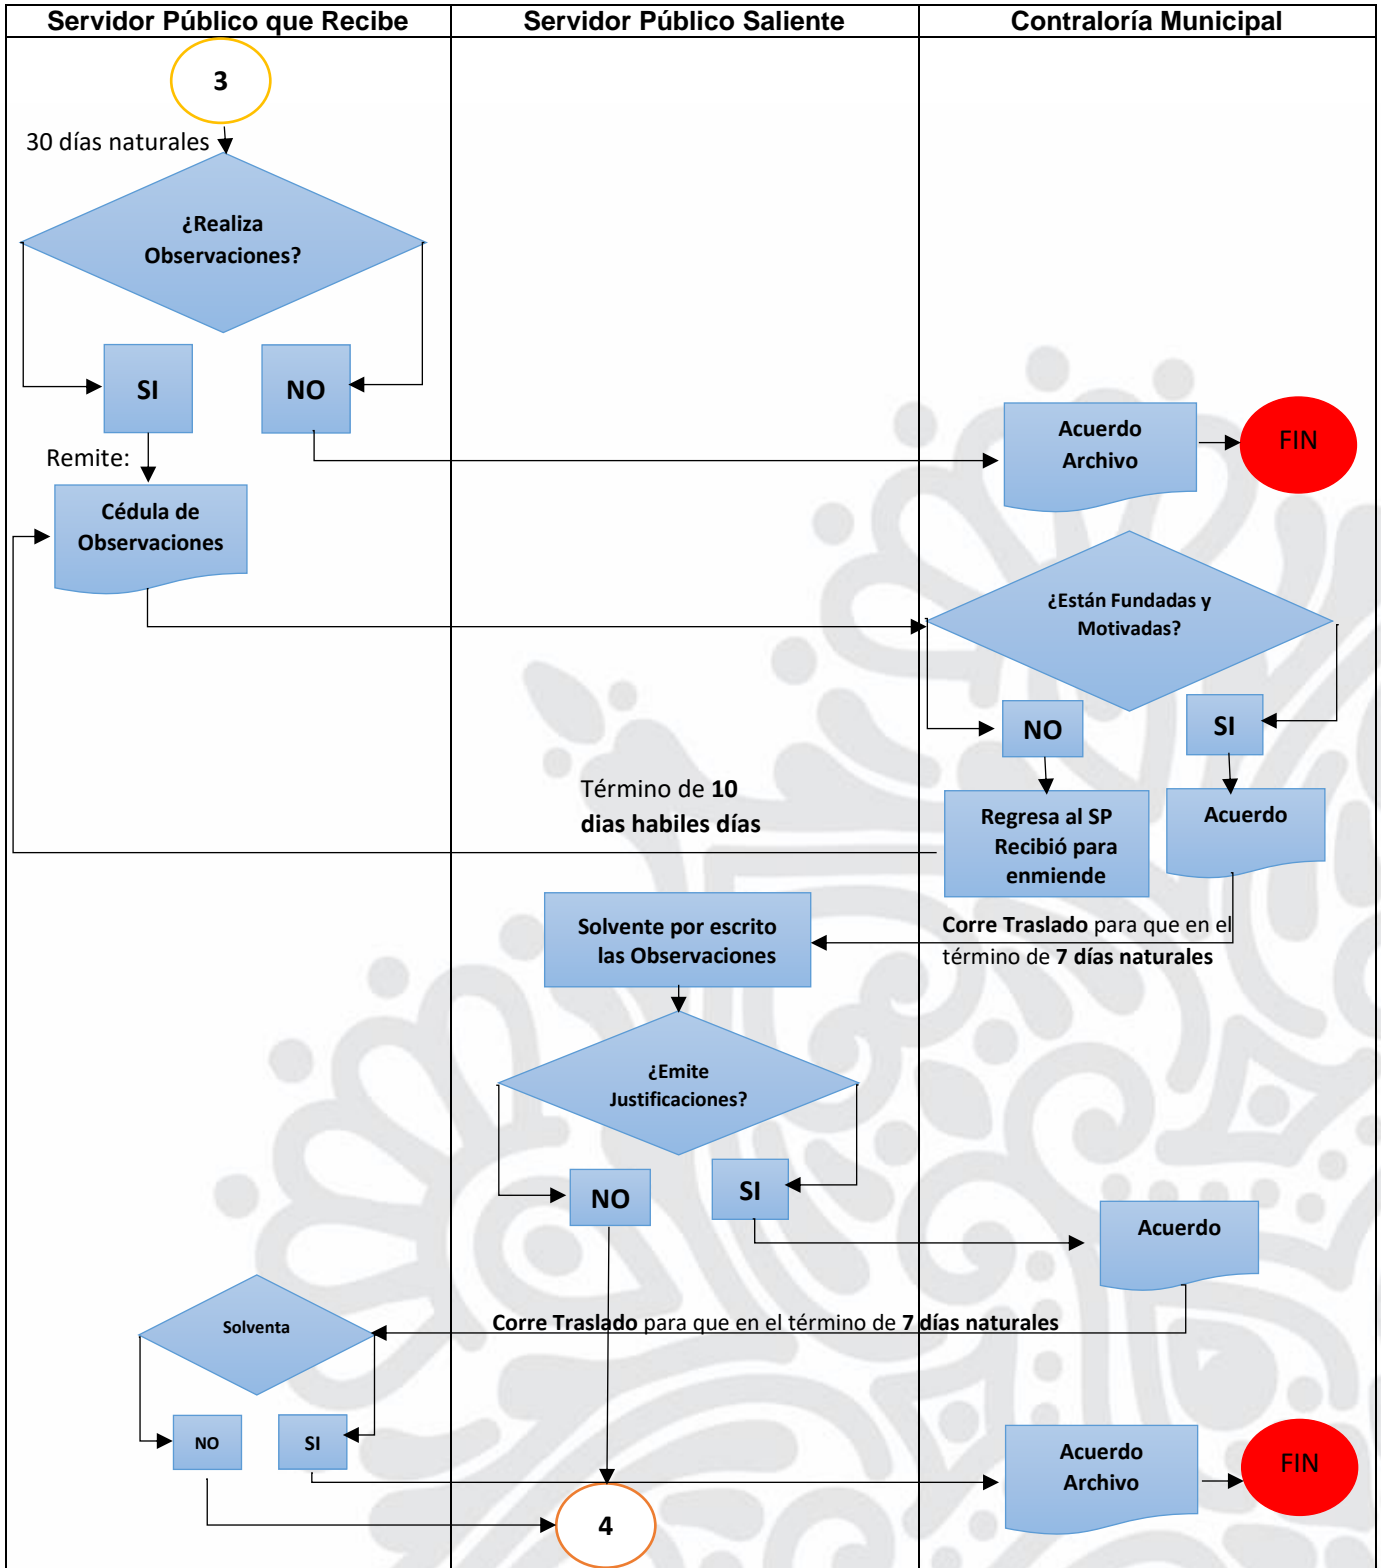 Servidor Público que Recibe
Servidor Público Saliente
Contraloría Municipal
3
30 días naturales
¿Realiza
Observaciones?
SI
NO
Acuerdo
Archivo
FIN
Remite:
Cédula de
Observaciones
¿Están Fundadas y
Motivadas?
NO
SI
Término de 10
dias habiles días
Regresa al SP
Recibió para
enmiende
Acuerdo
Solvente por escrito
las Observaciones
Corre Traslado para que en el
término de 7 días naturales
¿Emite
Justificaciones?
NO
SI
Acuerdo
Solventa
Corre Traslado para que en el término de 7 días naturales
NO
SI
Acuerdo
Archivo
FIN
4